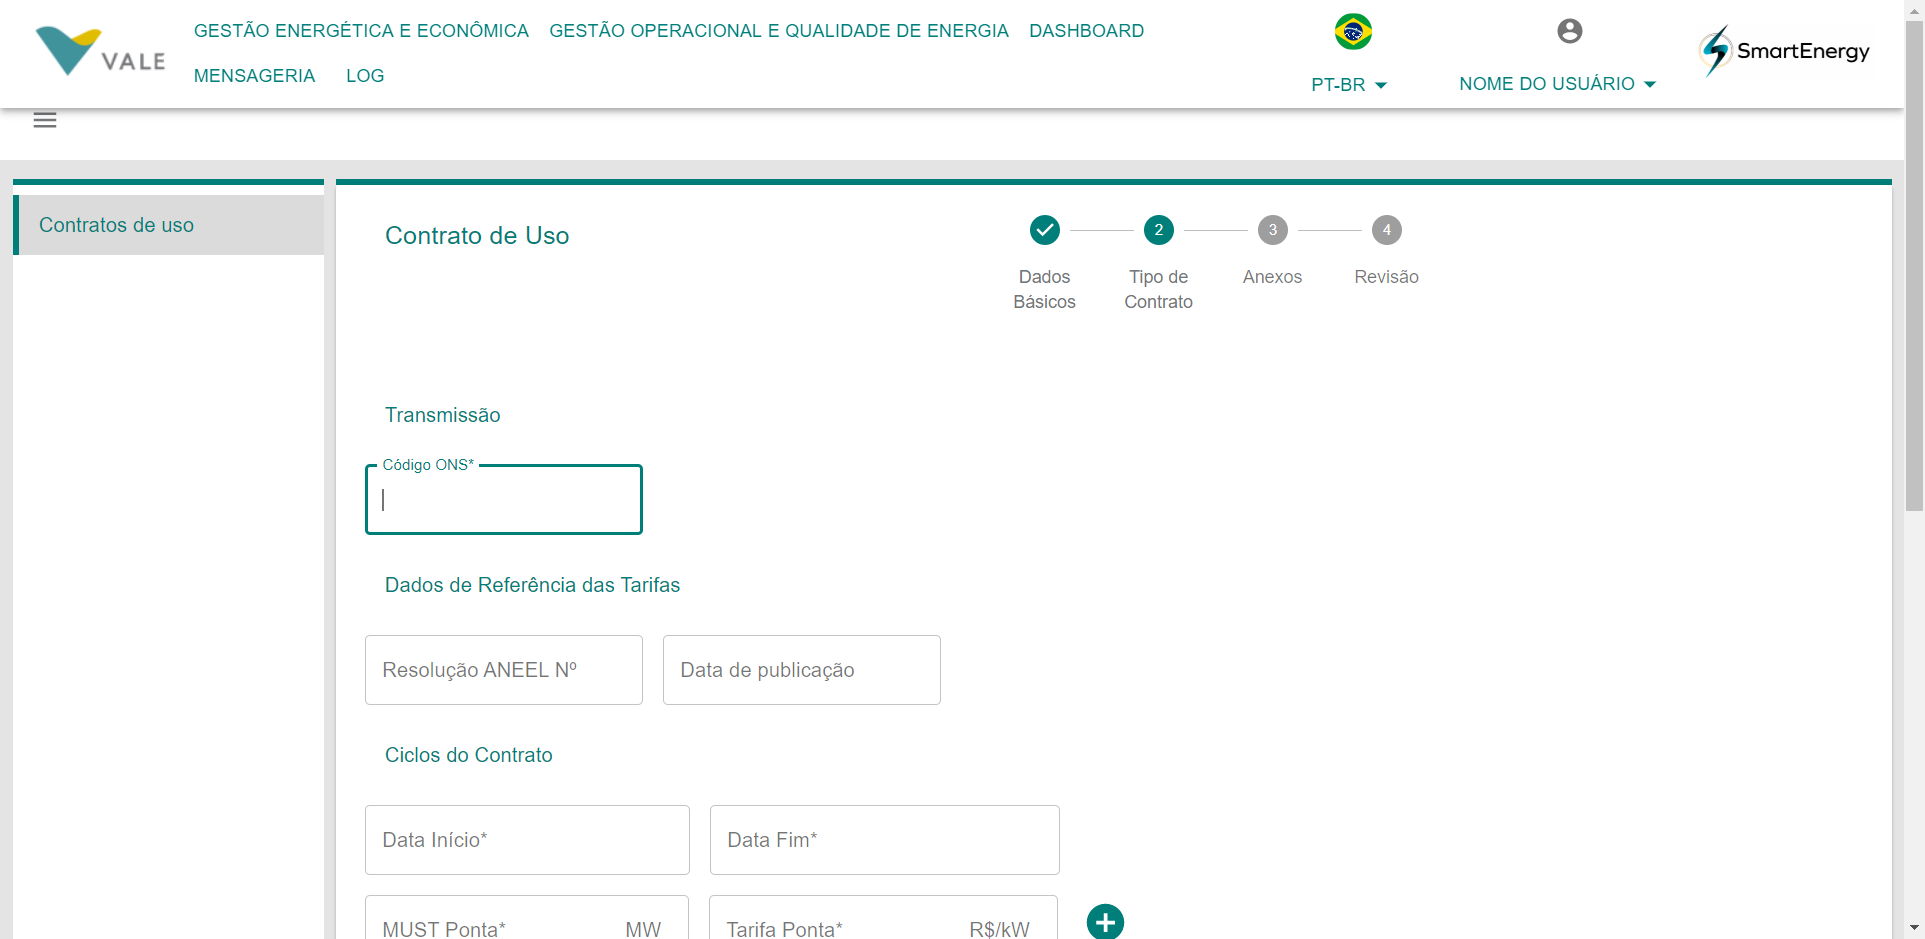 VALE
GESTÃO ENERGÉTICA E ECONÔMICA GESTÃO OPERACIONAL E QUALIDADE DE ENERGIA DASHBOARD
MENSAGERIA LOG
PT-BR
NOME DO USUÁRIO
SmartEnergy
Contratos de uso
Contrato de Uso
2 3 4
Dados Básicos
Tipo de Contrato
Anexos
Revisão
Transmissão
Código ONS*
Dados de Referência das Tarifas
Resolução ANEEL Nº Data de publicação
Ciclos do Contrato
Data Início* Data Fim*
MUST Ponta* MW Tarifa Ponta* R$/kW